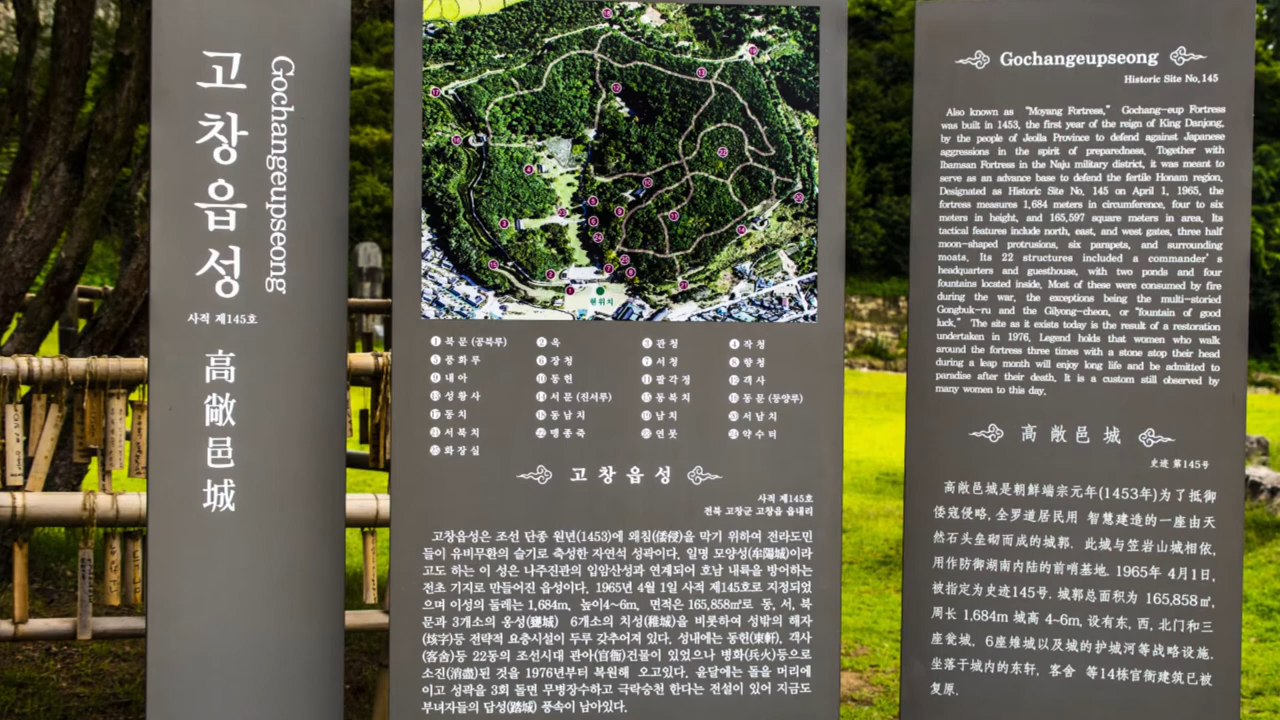 고창읍성
Gochangeupseong
사적 제145호
高敞邑城
현위치
❶ 북 문 (공북루) ❷ 옥 ❸ 관 청 ❹ 작 청
❺ 풍 화 루 ❻ 장 청 ❼ 서 청 ❽ 향 청
❾ 내 아 ❿ 동 헌 ⓫ 팔 각 정 ⓬ 객 사
⓭ 성 황 사 ⓮ 서 문 (진서루) ⓯ 동 북 치 ⓰ 동 문 (등양루)
⓱ 동 치 ⓲ 동 남 치 ⓳ 남 치 ⓴ 서 남 치
㉑ 서 북 치 ㉒ 맹 종 죽 ㉓ 연 못 ㉔ 약 수 터
㉕ 화 장 실
고 창 읍 성
사적 제145호
전북 고창군 고창읍 읍내리
고창읍성은 조선 단종 원년(1453)에 왜침(倭侵)을 막기 위하여 전라도민
들이 유비무환의 슬기로 축성한 자연석 성곽이다. 일명 모양성(牟陽城)이라
고도 하는 이 성은 나주진관의 입암산성과 연계되어 호남 내륙을 방어하는
전초 기지로 만들어진 읍성이다. 1965년 4월 1일 사적 제145호로 지정되었
으며 이성의 둘레는 1,684m, 높이4~6m, 면적은 165,858㎡로 동, 서, 북
문과 3개소의 옹성(甕城) 6개소의 치성(稚城)을 비롯하여 성밖의 해자
(垓字)등 전략적 요충시설이 두루 갖추어져 있다. 성내에는 동헌(東軒), 객사
(客舍)등 22동의 조선시대 관아(官衙)건물이 있었으나 병화(兵火)등으로
소진(消盡)된 것을 1976년부터 복원해 오고있다. 윤달에는 돌을 머리에
이고 성곽을 3회 돌면 무병장수하고 극락승천 한다는 전설이 있어 지금도
부녀자들의 답성(踏城) 풍속이 남아있다.
Gochangeupseong
Historic Site No.145
Also known as "Moyang Fortress," Gochang-eup Fortress
was built in 1453, the first year of the reign of King Danjong,
by the people of Jeolla Province to defend against Japanese
aggressions in the spirit of preparedness. Together with
Ibamsan Fortress in the Naju military district, it was meant to
serve as an advance base to defend the fertile Honam region.
Designated as Historic Site No. 145 on April 1, 1965, the
fortress measures 1,684 meters in circumference, four to six
meters in height, and 165,597 square meters in area. Its
tactical features include north, east, and west gates, three half
moon-shaped protrusions, six parapets, and surrounding
moats. Its 22 structures included a commander's
headquarters and guesthouse, with two ponds and four
fountains located inside. Most of these were consumed by fire
during the war, the exceptions being the multi-storied
Gongbuk-ru and the Gilyong-cheon, or "fountain of good
luck." The site as it exists today is the result of a restoration
undertaken in 1976. Legend holds that women who walk
around the fortress three times with a stone atop their head
during a leap month will enjoy long life and be admitted to
paradise after their death. It is a custom still observed by
many women to this day.
高 敞 邑 城
史迹 第145号
高敞邑城是朝鮮端宗元年(1453年)为了抵御
倭寇侵略, 全罗道居民用 智慧建造的一座由天
然石头垒砌而成的城郭. 此城与笠岩山城相依,
用作防御湖南内陆的前哨基地. 1965年 4月1日,
被指定为史迹145号. 城郭总面积为 165,858㎡,
周长 1,684m 城高 4~6m, 设有东, 西, 北门和三
座瓮城, 6座雉城以及城的护城河等战略设施.
坐落于城内的东轩, 客舍 等14栋官衙建筑已被
复原.